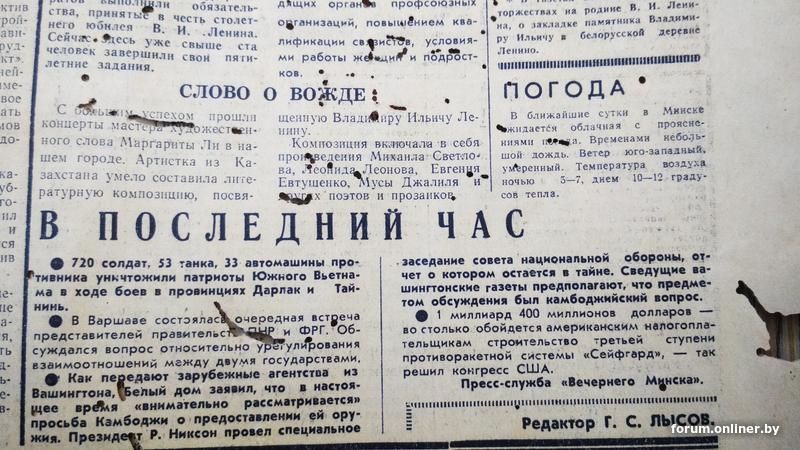 ратов выполнили обязательс-
ства, принятые в честь столет-
него юбилея В. И. Ленина.
Сейчас здесь уже свыше ста
человек завершили свои пяти-
летние задания.
дящих органов профсоюзных
организаций, повышением ква-
лификации связистов, условия-
ми работы женщин и подрост-
ков.
торжествах на родине В. И. Лени-
на, о закладке памятника Владими-
ру Ильичу в белорусской деревне
Ленино.
СЛОВО О ВОЖДЕ
С большим успехом прошли
концерты мастера художествен-
ного слова Маргариты Ли в на-
шем городе. Артистка из Ка-
захстана умело составила лите-
ратурную композицию, посвя-
щенную Владимиру Ильичу Ле-
нину.
Композиция включала в себя
произведения Михаила Светло-
ва, Леонида Леонова, Евгения
Евтушенко, Мусы Джалиля и
других поэтов и прозаиков.
ПОГОДА
В ближайшие сутки в Минске
ожидается облачная с проясне-
ниями погода. Временами неболь-
шой дождь. Ветер юго-западный,
умеренный. Температура воздуха
ночью 5—7, днем 10—12 граду-
сов тепла.
В ПОСЛЕДНИЙ ЧАС
● 720 солдат, 53 танка, 33 автомашины про-
тивника уничтожили патриоты Южного Вьетна-
ма в ходе боев в провинциях Дарлак и Тай-
нинь.
● В Варшаве состоялась очередная встреча
представителей правительств ПНР и ФРГ. Об-
суждался вопрос относительно урегулирования
взаимоотношений между двумя государствами.
● Как передают зарубежные агентства из
Вашингтона, Белый дом заявил, что в настоя-
щее время «внимательно рассматривается»
просьба Камбоджи о предоставлении ей ору-
жия. Президент Р. Никсон провел специальное
заседание совета национальной обороны, от-
чет о котором остается в тайне. Сведущие ва-
шингтонские газеты предполагают, что предме-
том обсуждения был камбоджийский вопрос.
● 1 миллиард 400 миллионов долларов —
во столько обойдется американским налогопла-
тельщикам строительство третьей ступени
противоракетной системы «Сейфгард», — так
решил конгресс США.
Пресс-служба «Вечернего Минска».
Редактор Г. С. ЛЫСОВ.
forum.onliner.by